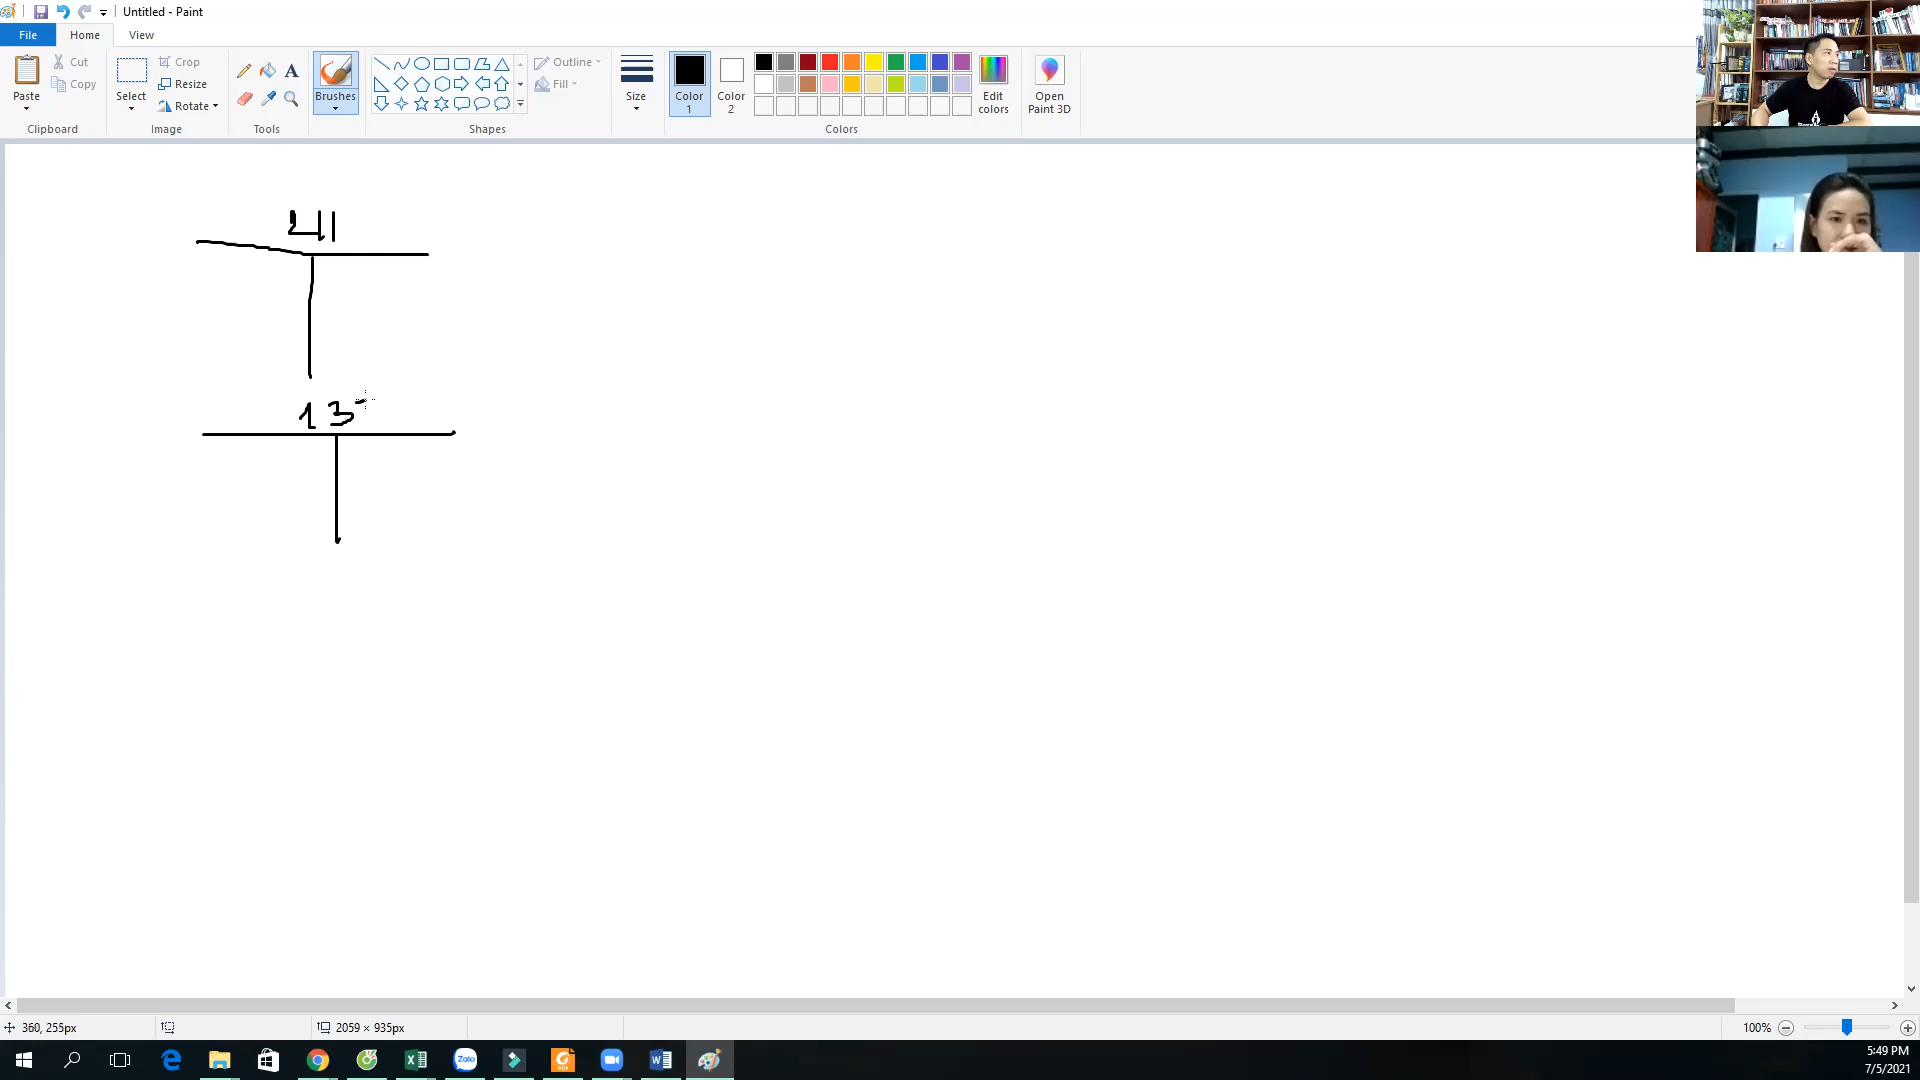 Untitled - Paint
File Home View
Paste
Cut
Copy
Clipboard
Select
Crop
Resize
Rotate
Image
Tools
Brushes
Shapes
Outline
Fill
Size
Color 1
Color 2
Edit colors
Colors
Open Paint 3D
411
13
360, 255px
2059 × 935px
100%
Zalo
5:49 PM
7/5/2021